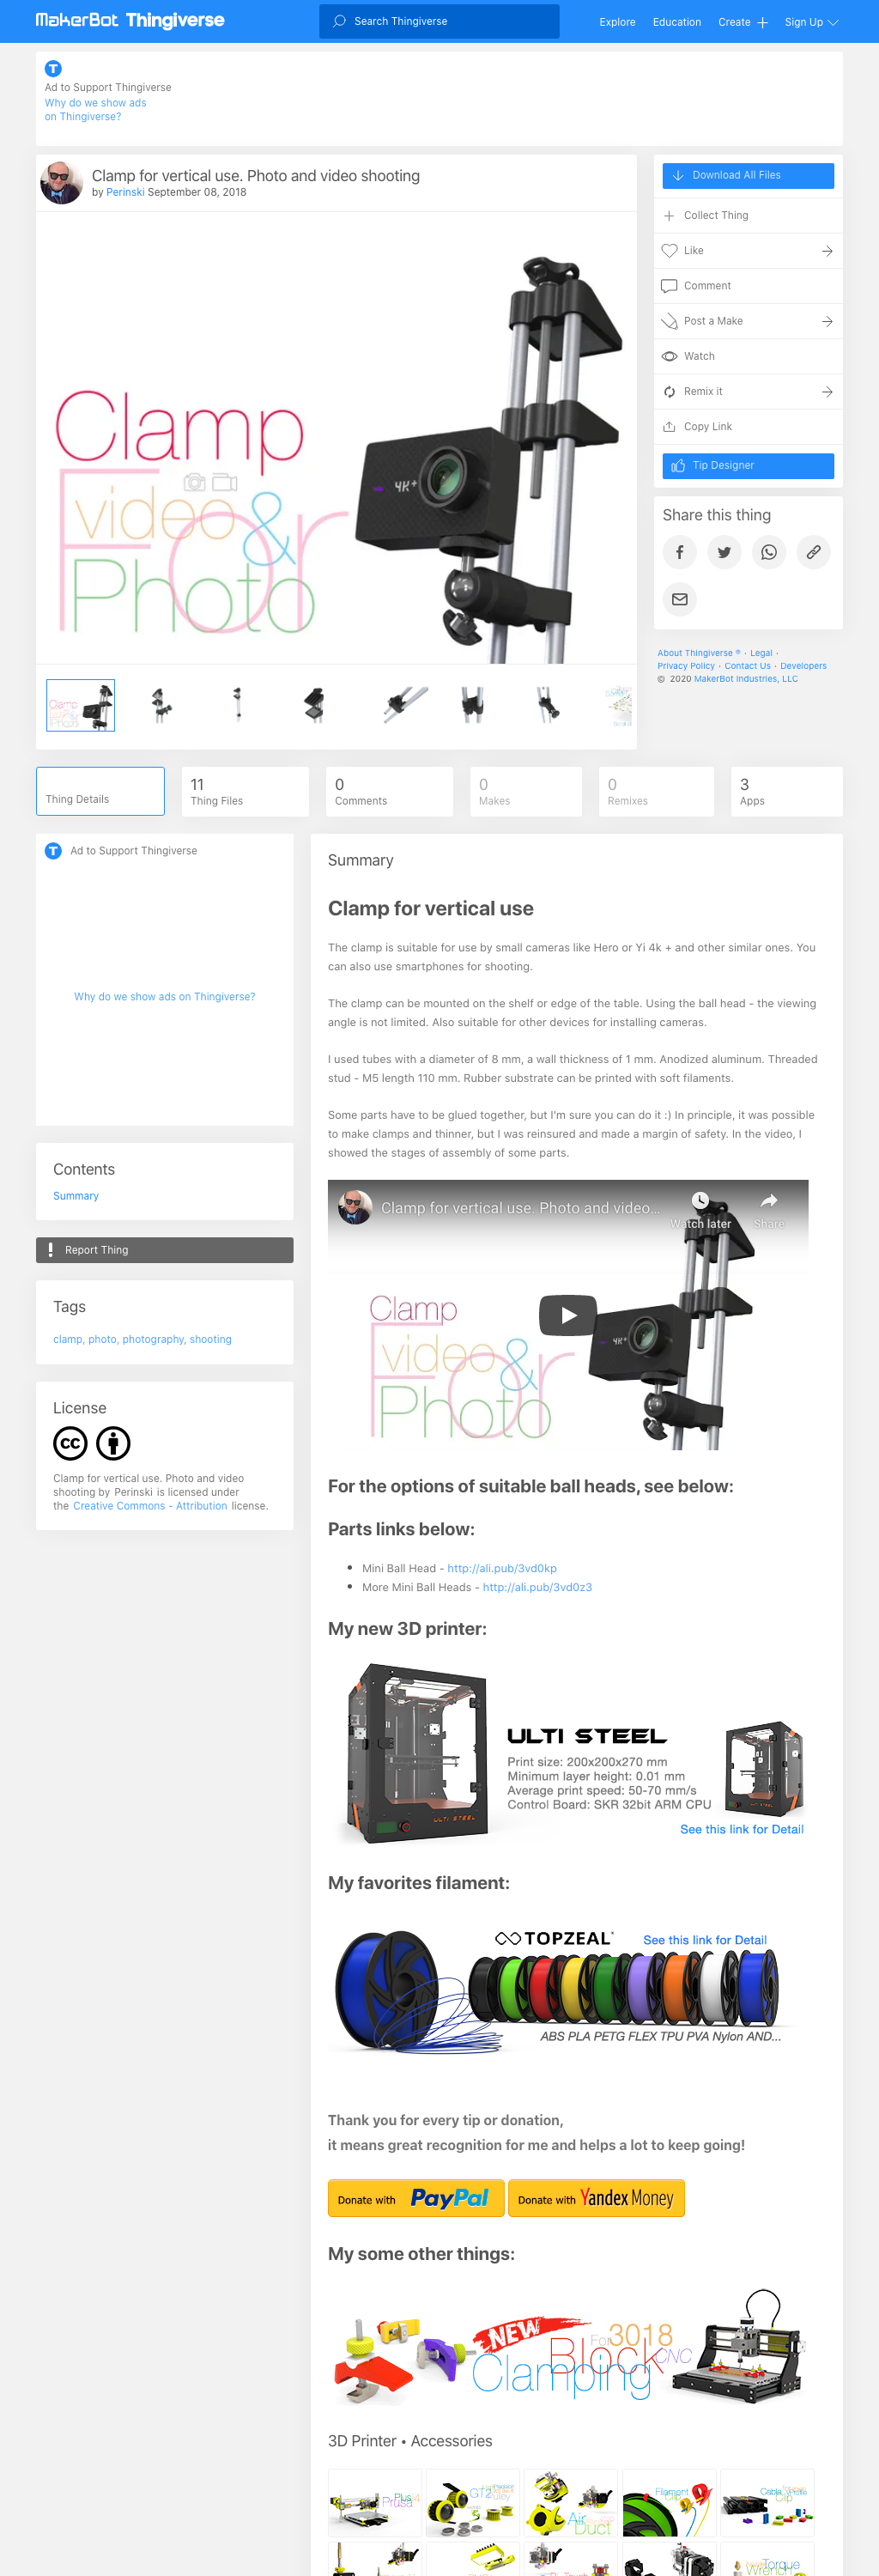 MakerBot Thingiverse
Search Thingiverse
Explore Education Create Sign Up
Ad to Support Thingiverse
Why do we show ads
on Thingiverse?
Clamp for vertical use. Photo and video shooting
by Perinski September 08, 2018
Clamp
For
video &
Photo
4K+
Download All Files
Collect Thing
Like
Comment
Post a Make
Watch
Remix it
Copy Link
Tip Designer
Share this thing
About Thingiverse ® · Legal ·
Privacy Policy · Contact Us · Developers
© 2020 MakerBot Industries, LLC
Thing Details
11
Thing Files
0
Comments
0
Makes
0
Remixes
3
Apps
Ad to Support Thingiverse
Why do we show ads on Thingiverse?
Contents
Summary
Report Thing
Tags
clamp, photo, photography, shooting
License
Clamp for vertical use. Photo and video
shooting by Perinski is licensed under
the Creative Commons - Attribution license.
Summary
Clamp for vertical use
The clamp is suitable for use by small cameras like Hero or Yi 4k + and other similar ones. You
can also use smartphones for shooting.
The clamp can be mounted on the shelf or edge of the table. Using the ball head - the viewing
angle is not limited. Also suitable for other devices for installing cameras.
I used tubes with a diameter of 8 mm, a wall thickness of 1 mm. Anodized aluminum. Threaded
stud - M5 length 110 mm. Rubber substrate can be printed with soft filaments.
Some parts have to be glued together, but I'm sure you can do it :) In principle, it was possible
to make clamps and thinner, but I was reinsured and made a margin of safety. In the video, I
showed the stages of assembly of some parts.
Clamp for vertical use. Photo and video...
Watch later
Share
Clamp
For
video &
Photo
4K+
For the options of suitable ball heads, see below:
Parts links below:
Mini Ball Head - http://ali.pub/3vd0kp
More Mini Ball Heads - http://ali.pub/3vd0z3
My new 3D printer:
ULTI STEEL
Print size: 200x200x270 mm
Minimum layer height: 0.01 mm
Average print speed: 50-70 mm/s
Control Board: SKR 32bit ARM CPU
See this link for Detail
ULTI STEEL
My favorites filament:
TOPZEAL
See this link for Detail
ABS PLA PETG FLEX TPU PVA Nylon AND...
Thank you for every tip or donation,
it means great recognition for me and helps a lot to keep going!
Donate with PayPal
Donate with Yandex Money
My some other things:
NEW
For 3018
CNC
Block
Clamping
3D Printer • Accessories
Plus
Prusa
GT2
Pulley
Air
Duct
Filament
Clip
Cable
Clip
Torque
Wrench